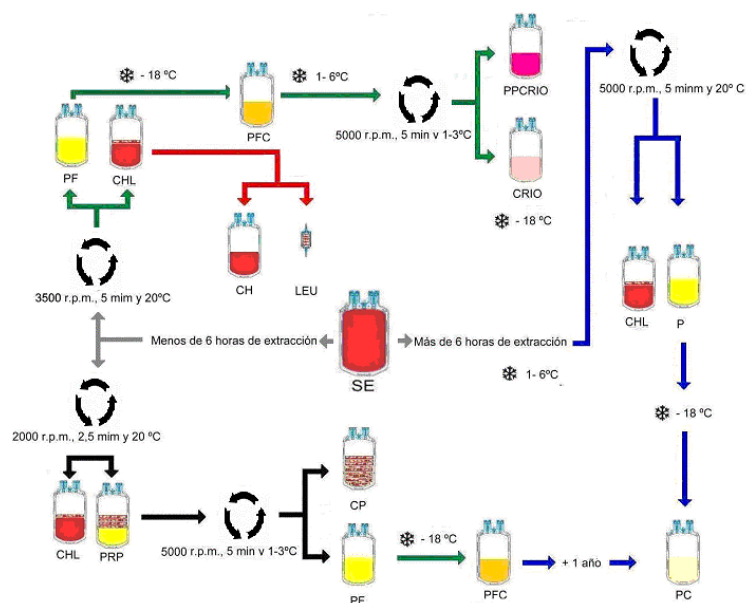 - 18 ºC
1- 6ºC
5000 r.p.m., 5 minm y 20º C
PPCRIO
PFC
5000 r.p.m., 5 min v 1-3ºC
PF
CHL
CRIO
- 18 ºC
CH
LEU
3500 r.p.m., 5 mim y 20ºC
CHL
P
Menos de 6 horas de extracción
Más de 6 horas de extracción
SE
1- 6ºC
- 18 ºC
2000 r.p.m., 2,5 mim y 20 ºC
CP
CHL
PRP
5000 r.p.m., 5 min v 1-3ºC
- 18ºC
+ 1 año
PF
PFC
PC